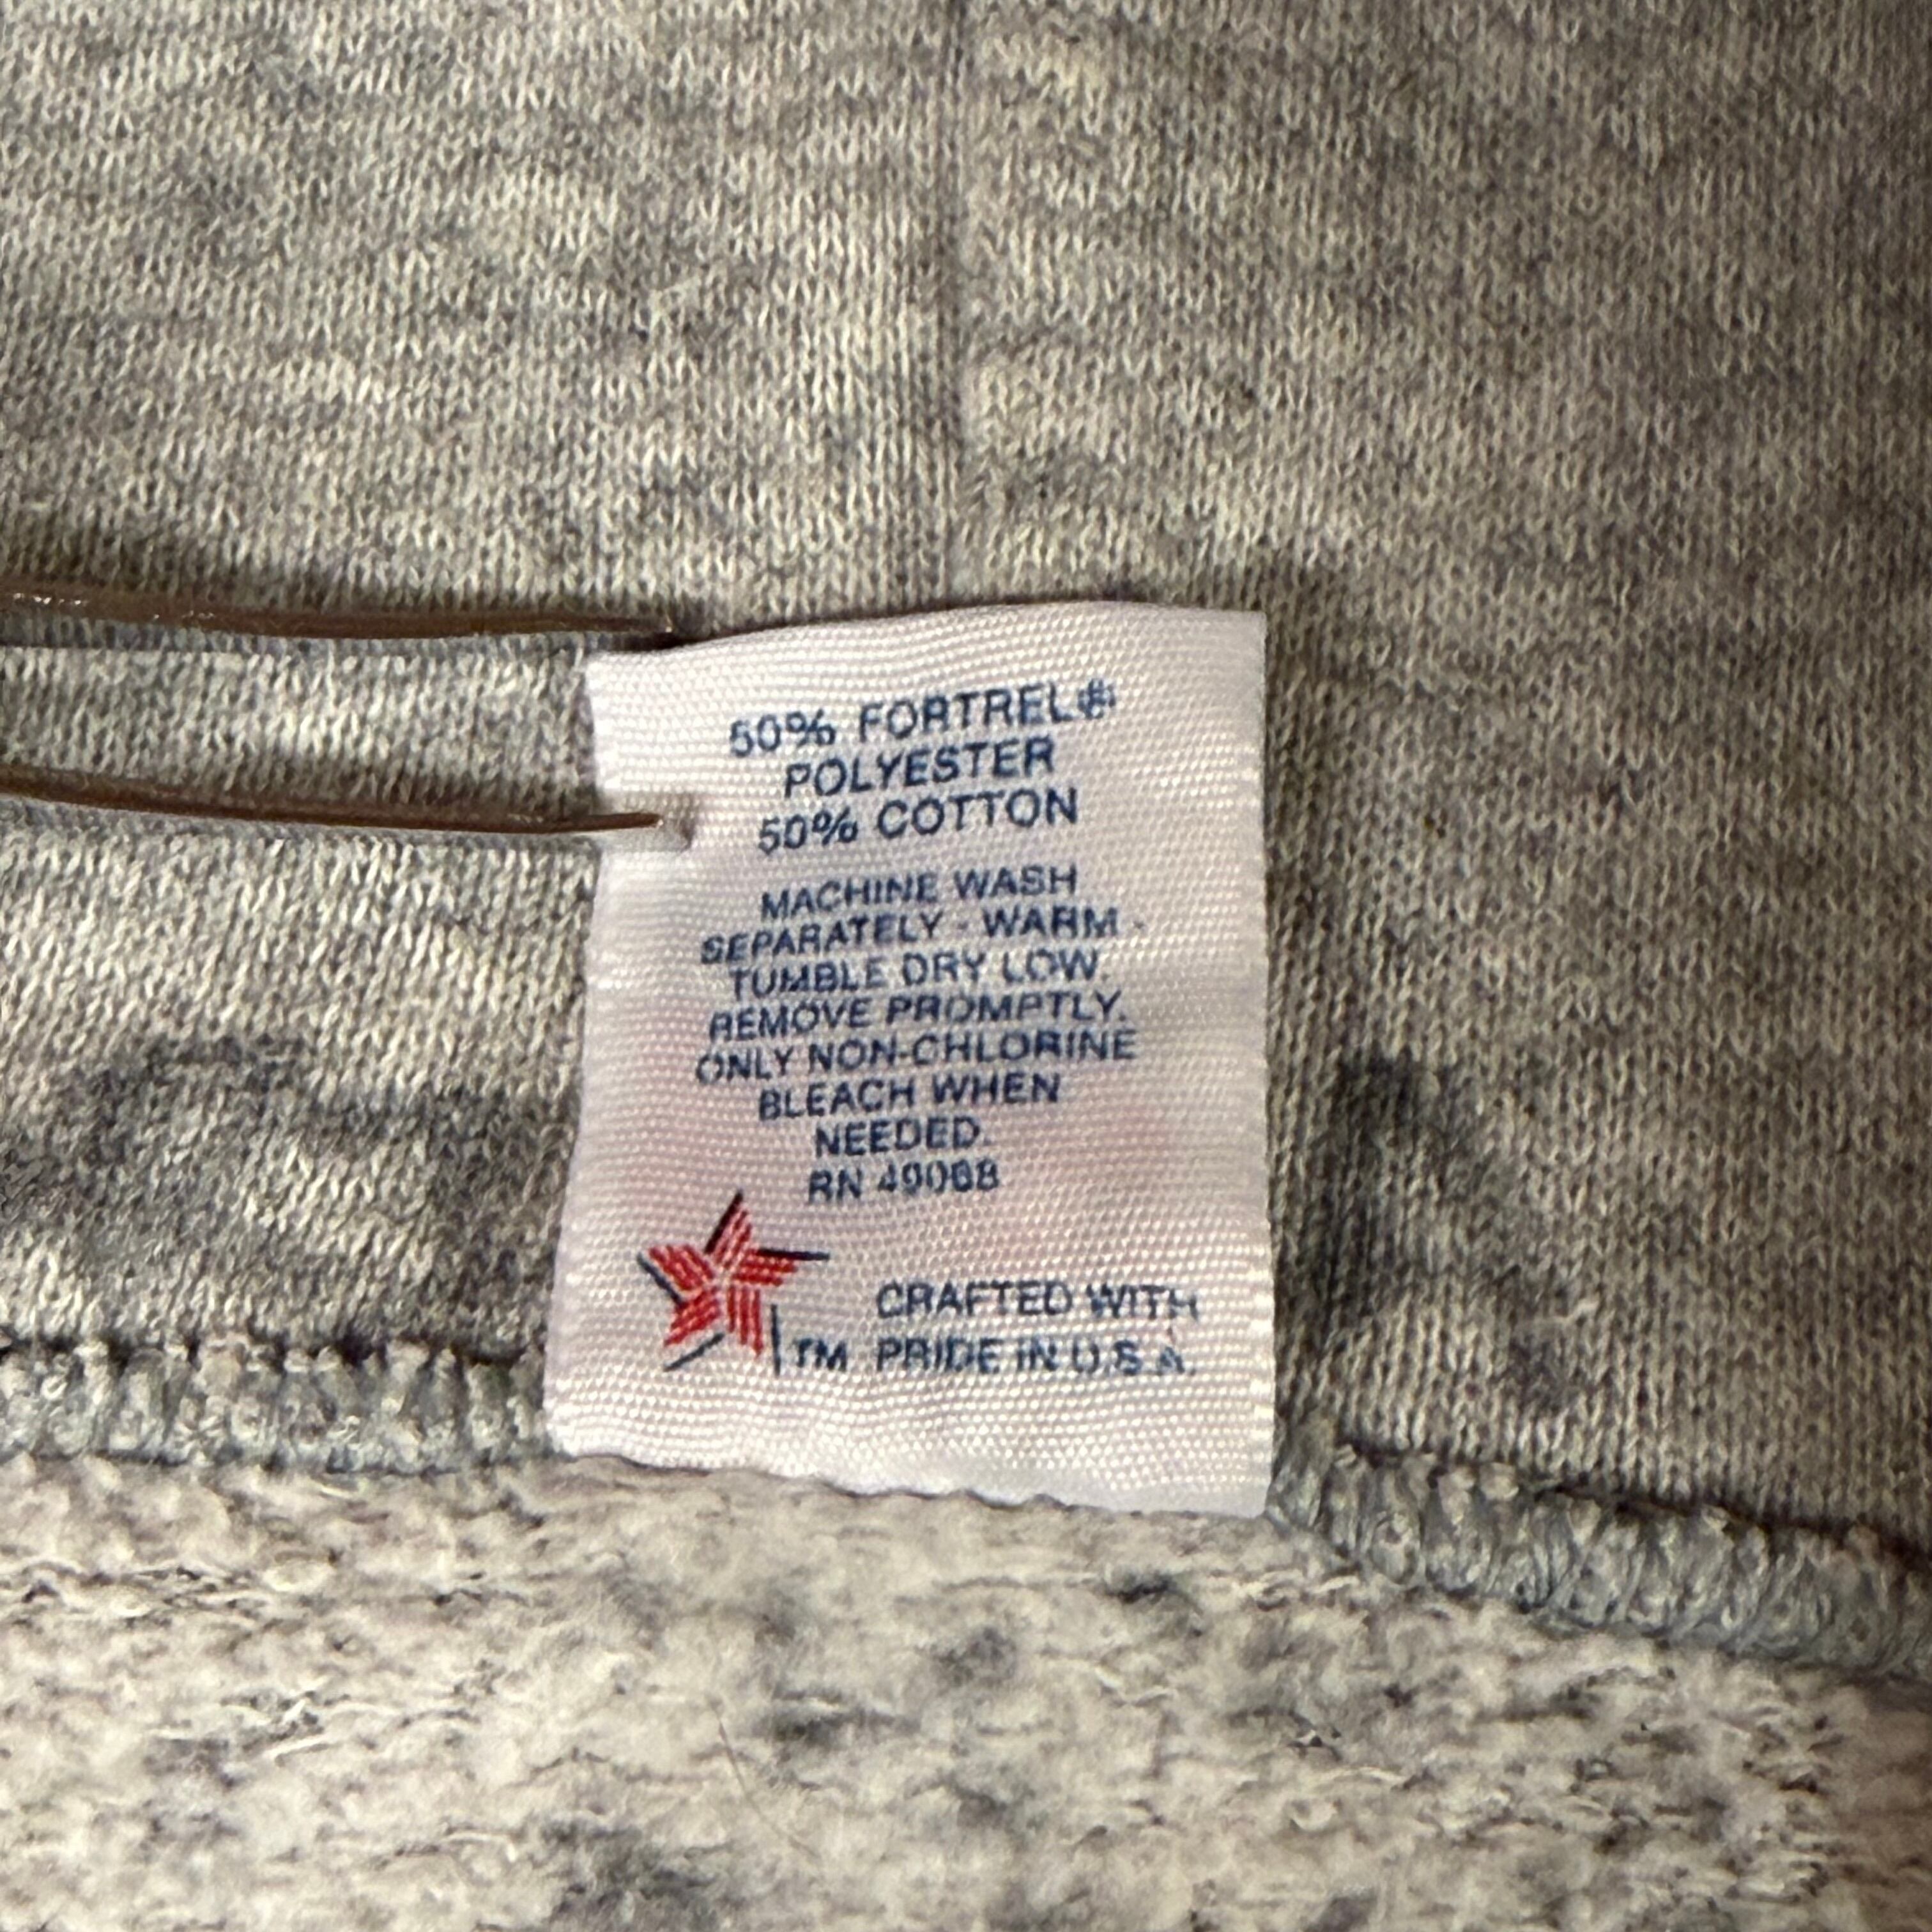 50% FORTREL®
POLYESTER
50% COTTON
MACHINE WASH
SEPARATELY - WARM -
TUMBLE DRY LOW.
REMOVE PROMPTLY.
ONLY NON-CHLORINE
BLEACH WHEN
NEEDED.
RN
CRAFTED WITH
TM PRIDE IN U.S.A.